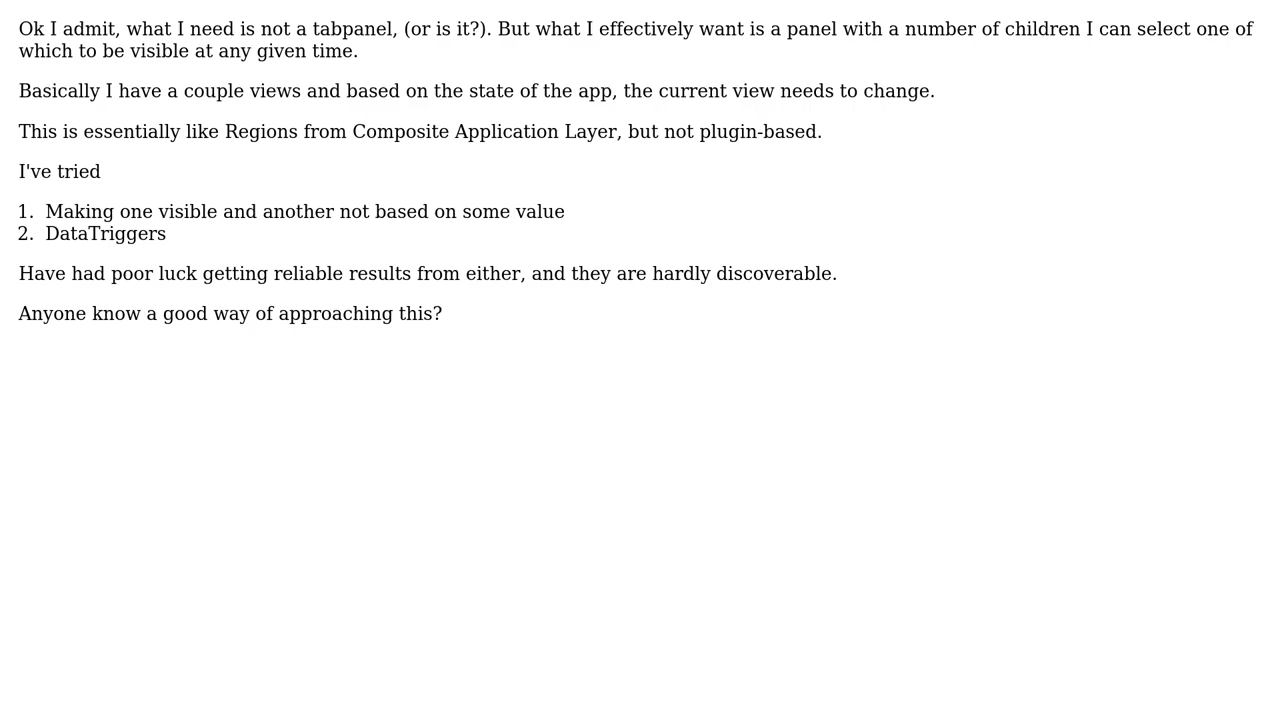 Ok I admit, what I need is not a tabpanel, (or is it?). But what I effectively want is a panel with a number of children I can select one of
which to be visible at any given time.
Basically I have a couple views and based on the state of the app, the current view needs to change.
This is essentially like Regions from Composite Application Layer, but not plugin-based.
I've tried
1. Making one visible and another not based on some value
2. DataTriggers
Have had poor luck getting reliable results from either, and they are hardly discoverable.
Anyone know a good way of approaching this?